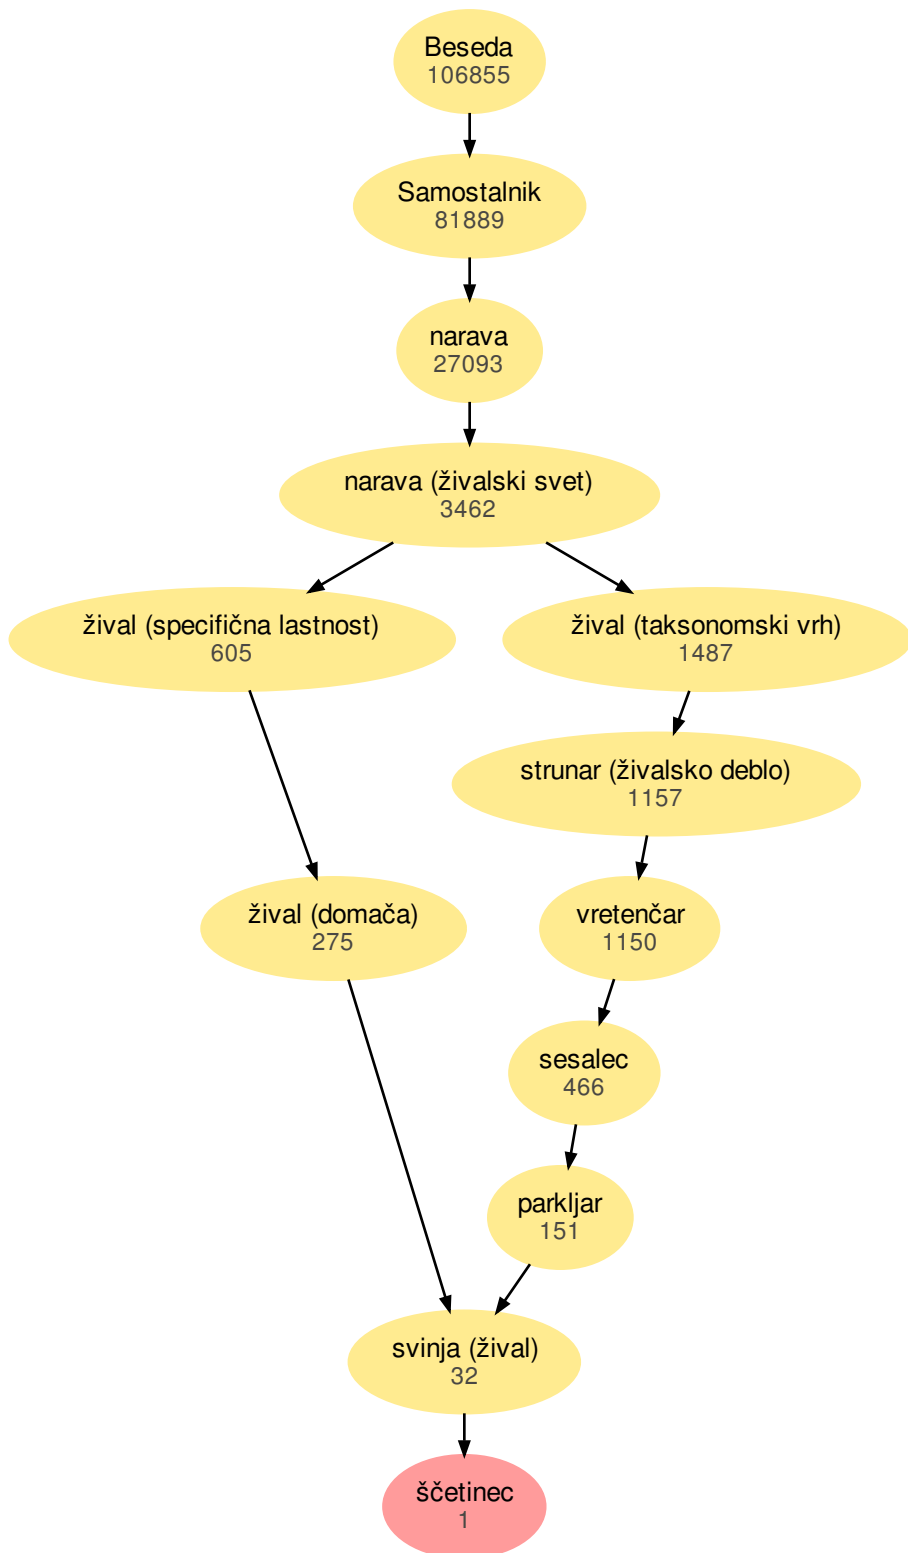 Beseda
106855
Samostalnik
81889
narava
27093
narava (živalski svet)
3462
žival (specifična lastnost)
605
žival (taksonomski vrh)
1487
strunar (živalsko deblo)
1157
žival (domača)
275
vretenčar
1150
sesalec
466
parkljar
151
svinja (žival)
32
ščetinec
1